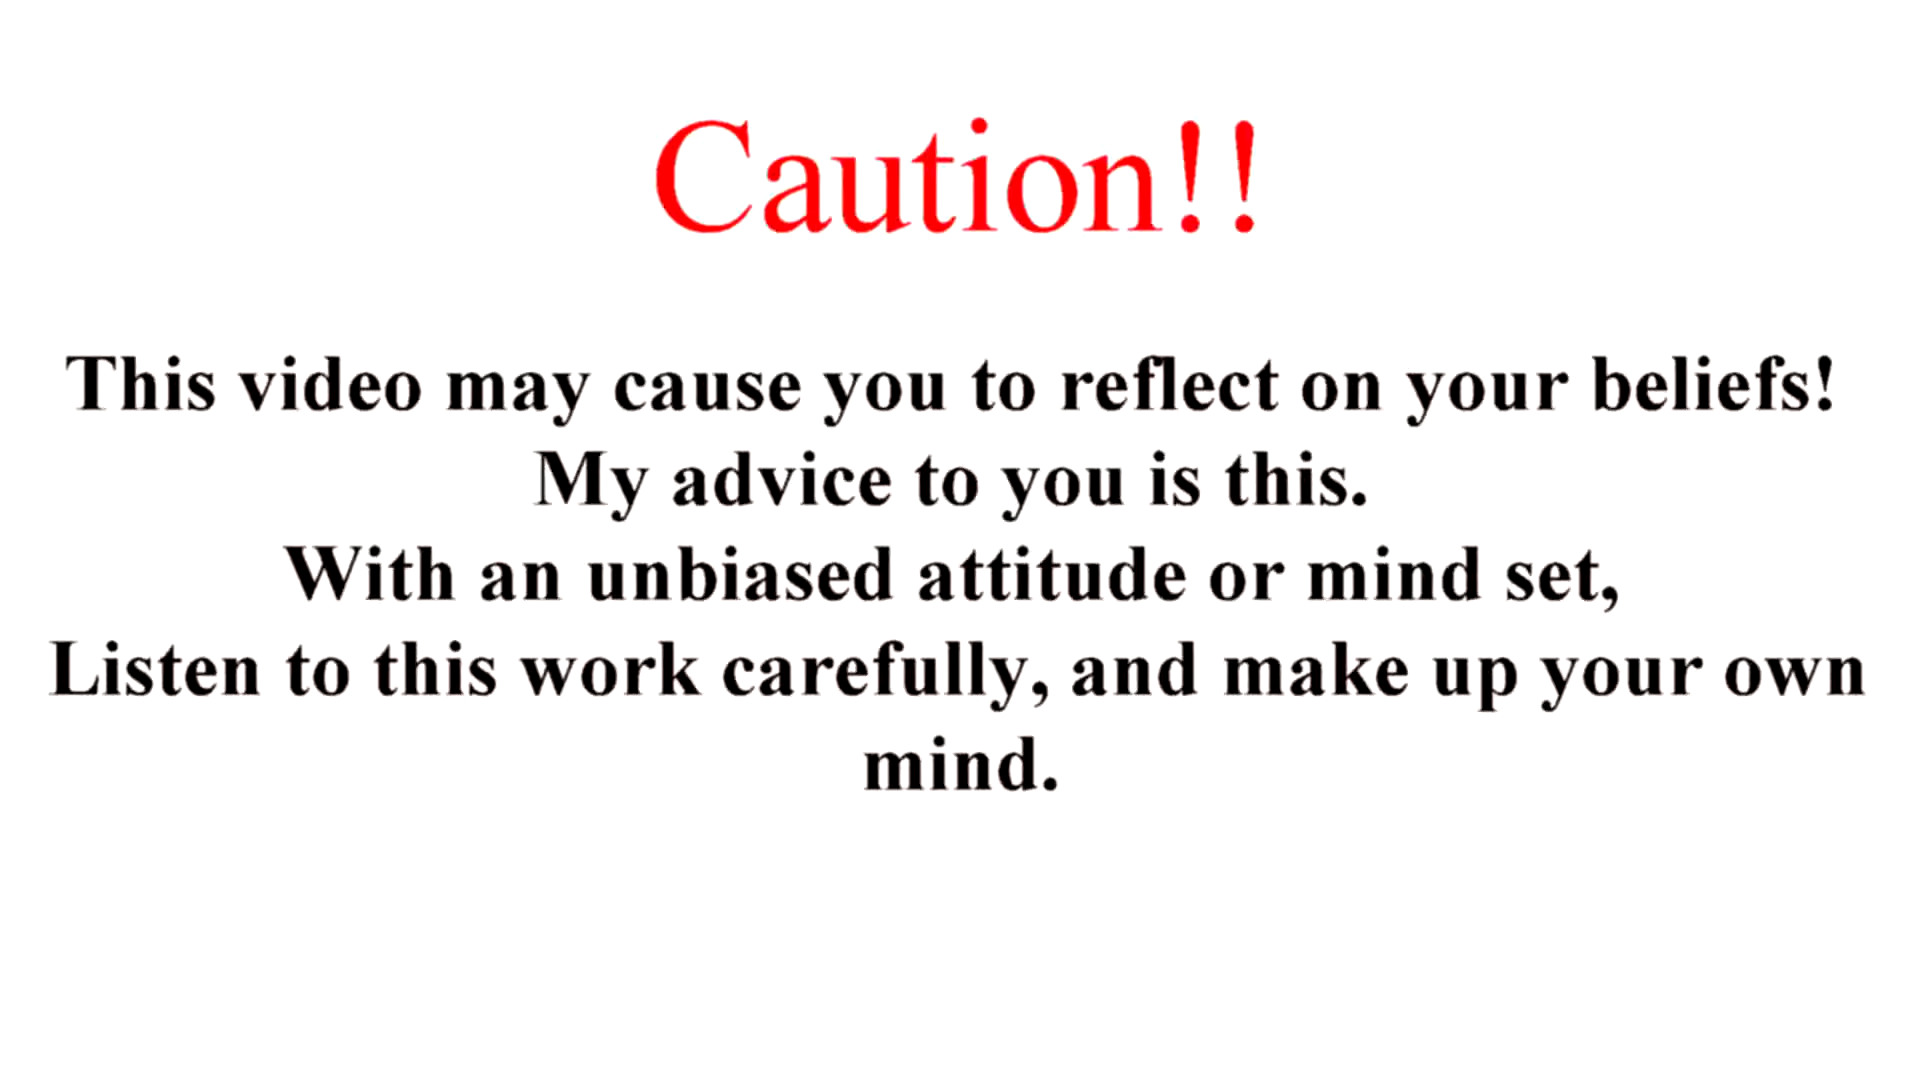 Caution!!
This video may cause you to reflect on your beliefs!
My advice to you is this.
With an unbiased attitude or mind set,
Listen to this work carefully, and make up your own
mind.